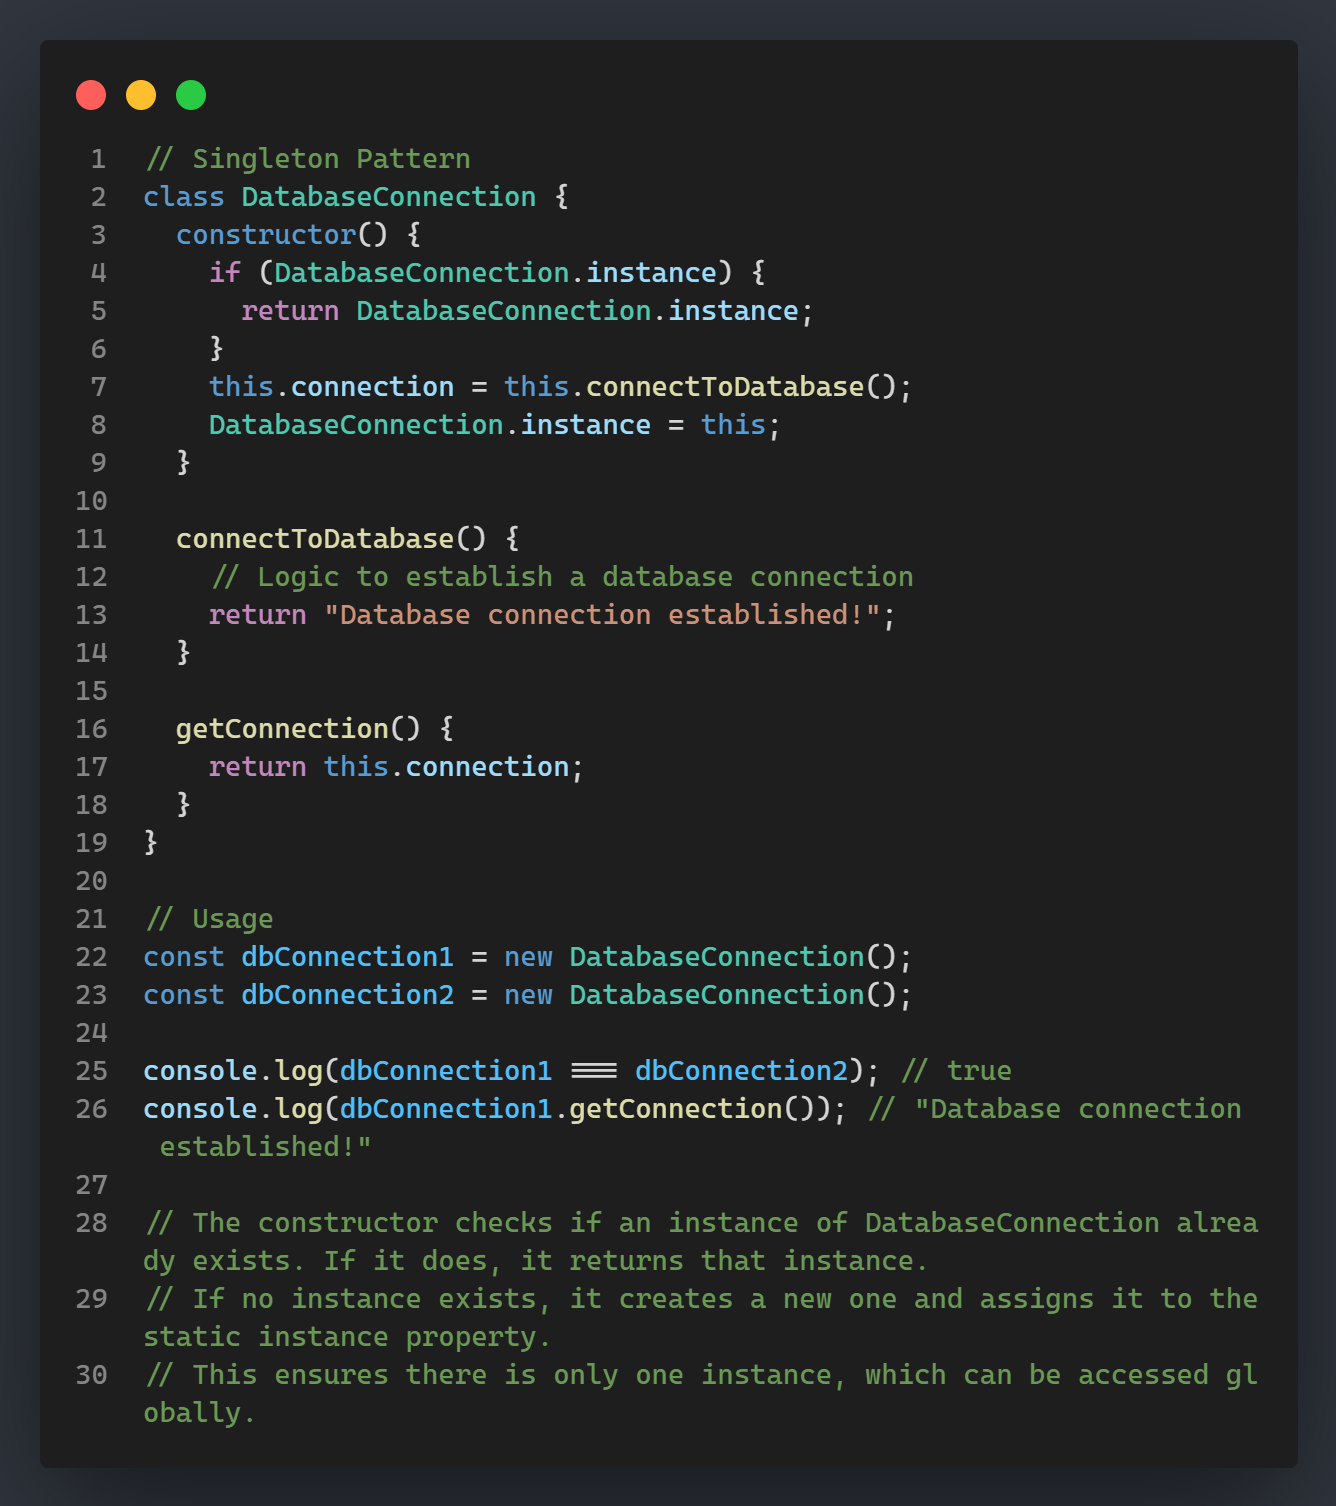 1 // Singleton Pattern
2 class DatabaseConnection {
3   constructor() {
4     if (DatabaseConnection.instance) {
5       return DatabaseConnection.instance;
6     }
7     this.connection = this.connectToDatabase();
8     DatabaseConnection.instance = this;
9   }
10
11   connectToDatabase() {
12     // Logic to establish a database connection
13     return "Database connection established!";
14   }
15
16   getConnection() {
17     return this.connection;
18   }
19 }
20
21 // Usage
22 const dbConnection1 = new DatabaseConnection();
23 const dbConnection2 = new DatabaseConnection();
24
25 console.log(dbConnection1 === dbConnection2); // true
26 console.log(dbConnection1.getConnection()); // "Database connection
 established!"
27
28 // The constructor checks if an instance of DatabaseConnection alrea
dy exists. If it does, it returns that instance.
29 // If no instance exists, it creates a new one and assigns it to the
static instance property.
30 // This ensures there is only one instance, which can be accessed gl
obally.